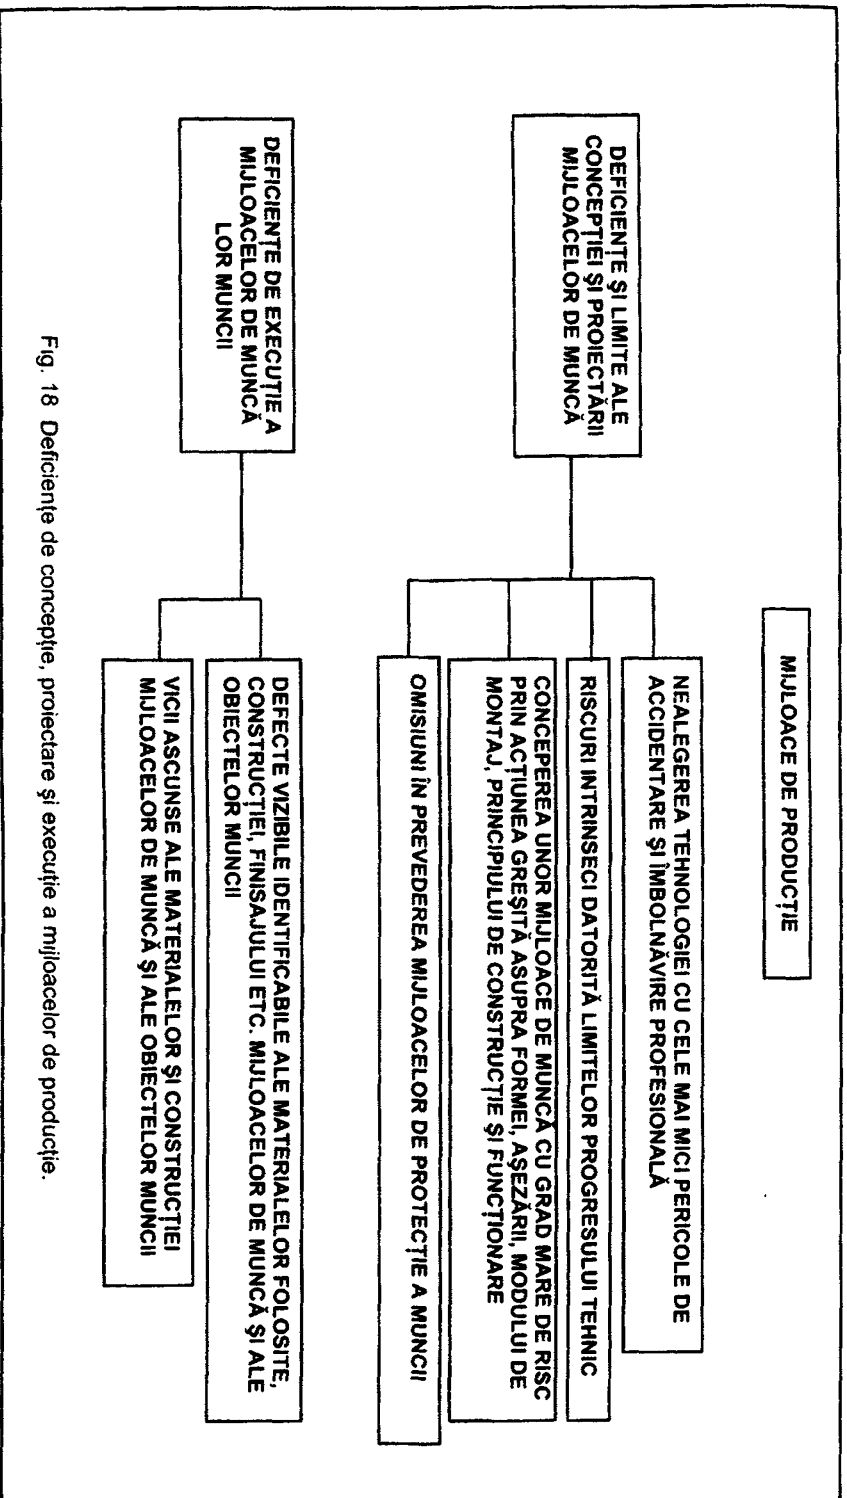 MIJLOACE DE PRODUCȚIE
DEFICIENȚE ȘI LIMITE ALE
CONCEPȚIEI ȘI PROIECTĂRII
MIJLOACELOR DE MUNCĂ
NEALEGEREA TEHNOLOGIEI CU CELE MAI MICI PERICOLE DE
ACCIDENTARE ȘI ÎMBOLNĂVIRE PROFESIONALĂ
RISCURI INTRINSECI DATORITĂ LIMITELOR PROGRESULUI TEHNIC
CONCEPEREA UNOR MIJLOACE DE MUNCĂ CU GRAD MARE DE RISC
PRIN ACȚIUNEA GREȘITĂ ASUPRA FORMEI, AȘEZĂRII, MODULUI DE
MONTAJ, PRINCIPIULUI DE CONSTRUCȚIE ȘI FUNCȚIONARE
OMISIUNI ÎN PREVEDEREA MIJLOACELOR DE PROTECȚIE A MUNCII
DEFICIENȚE DE EXECUȚIE A
MIJLOACELOR DE MUNCĂ
LOR MUNCII
DEFECTE VIZIBILE IDENTIFICABILE ALE MATERIALELOR FOLOSITE,
CONSTRUCȚIEI, FINISAJULUI ETC. MIJLOACELOR DE MUNCĂ ȘI ALE
OBIECTELOR MUNCII
VICII ASCUNSE ALE MATERIALELOR ȘI CONSTRUCȚIEI
MIJLOACELOR DE MUNCĂ ȘI ALE OBIECTELOR MUNCII
Fig. 18 Deficiențe de concepție, proiectare și execuție a mijloacelor de producție.